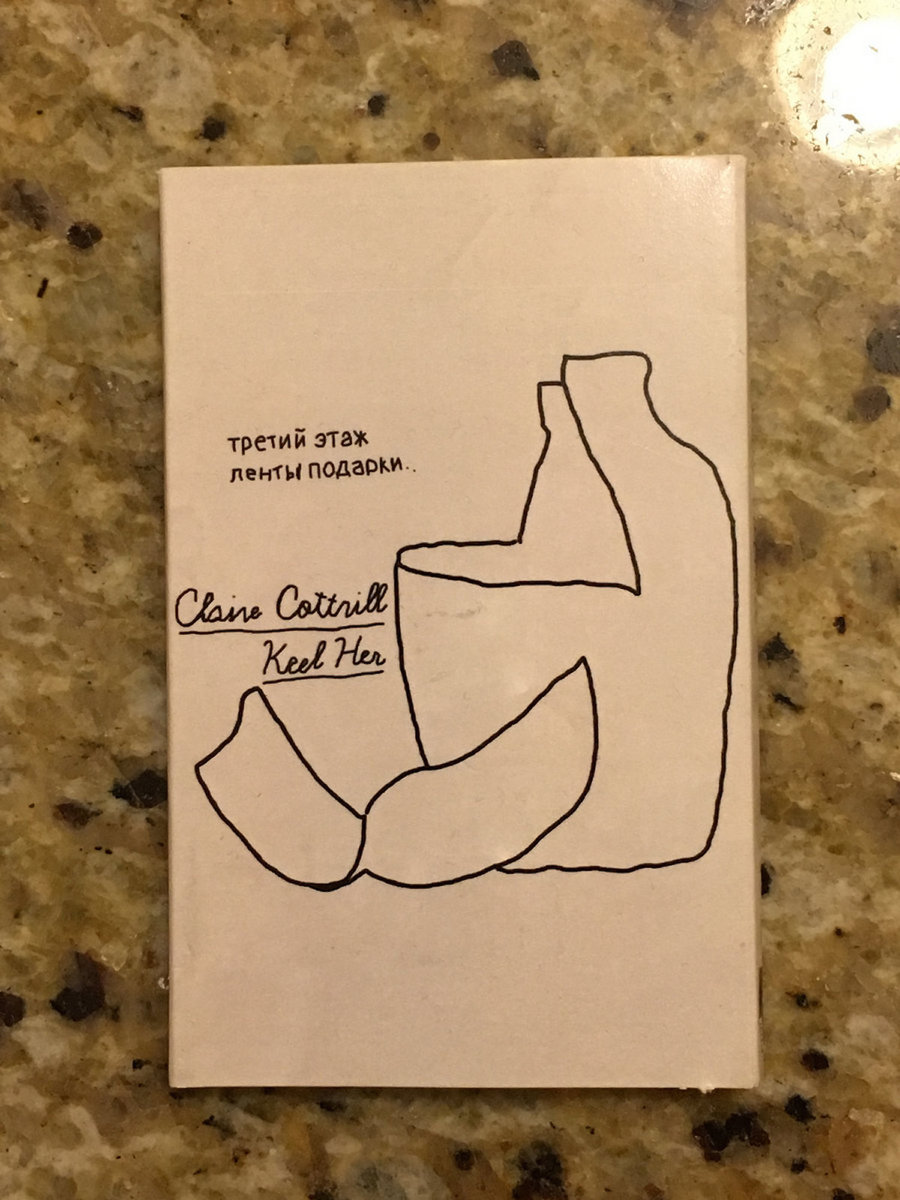 третий этаж
ленты подарки..
Claire Cottrill
Keel Her